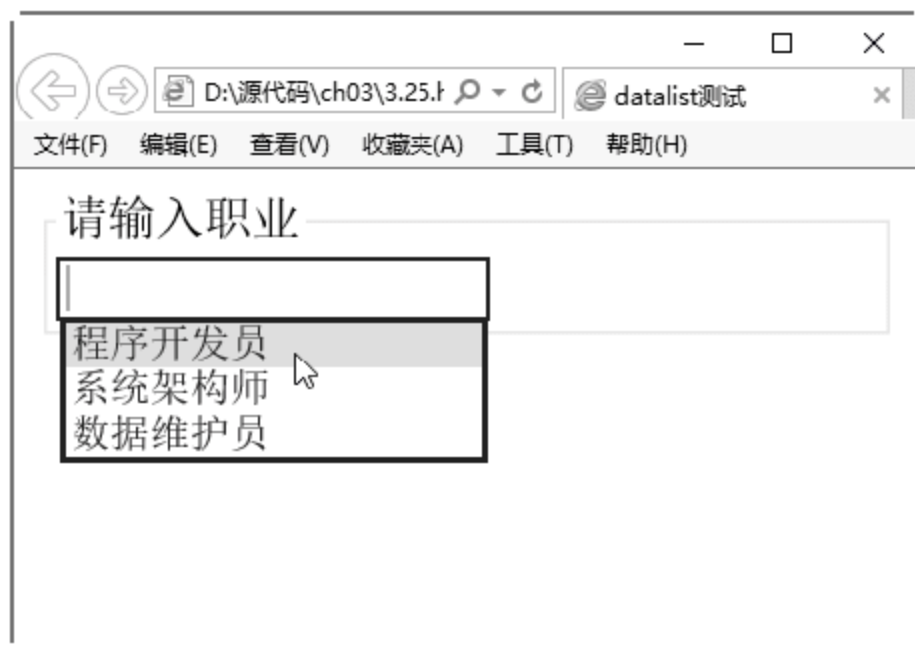 D:\源代码\ch03\3.25.h
datalist测试
文件(F) 编辑(E) 查看(V) 收藏夹(A) 工具(T) 帮助(H)
请输入职业
程序开发员
系统架构师
数据维护员